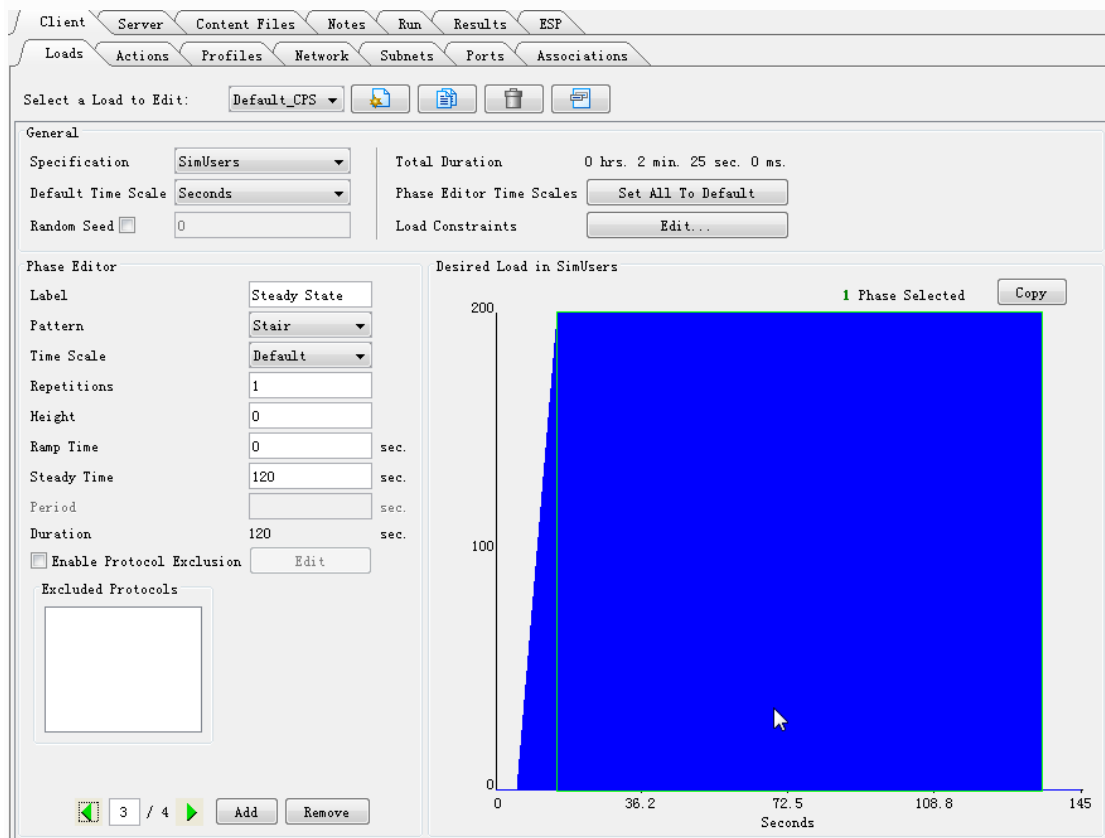 Client Server Content Files Notes Run Results ESP
Loads Actions Profiles Network Subnets Ports Associations
Select a Load to Edit: Default_CPS
General
Specification SimUsers Total Duration 0 hrs. 2 min. 25 sec. 0 ms.
Default Time Scale Seconds Phase Editor Time Scales Set All To Default
Random Seed 0 Load Constraints Edit...
Phase Editor Desired Load in SimUsers
Label Steady State 1 Phase Selected Copy
200
Pattern Stair
Time Scale Default
Repetitions 1
Height 0
Ramp Time 0 sec.
Steady Time 120 sec.
Period sec.
Duration 120 sec.
100
Enable Protocol Exclusion Edit
Excluded Protocols
0
0 36.2 72.5 108.8 145
3 / 4 Add Remove
Seconds